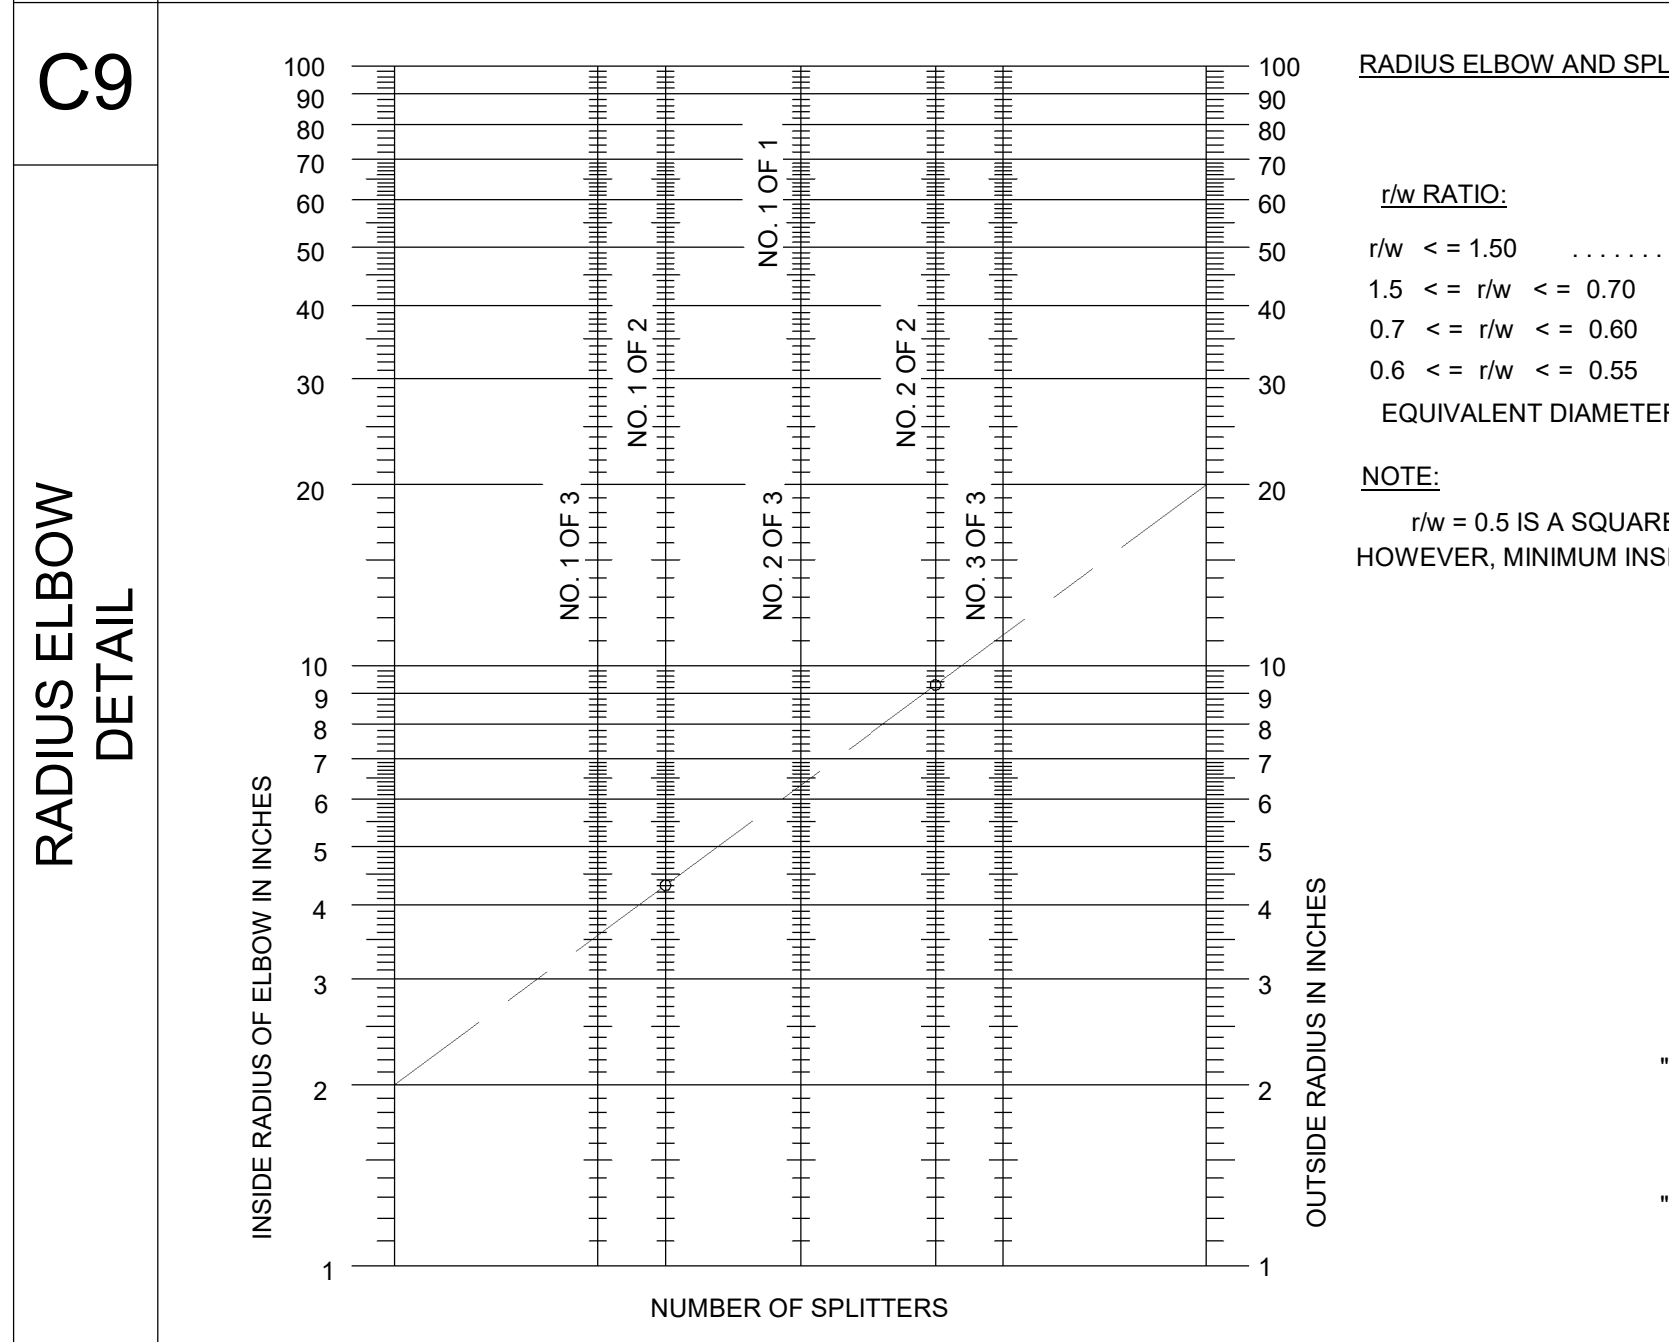 C9
RADIUS ELBOW
DETAIL
INSIDE RADIUS OF ELBOW IN INCHES
100
90
80
70
60
50
40
30
20
10
9
8
7
6
5
4
3
2
1
NO. 1 OF 3
NO. 1 OF 2
NO. 1 OF 1
NO. 2 OF 3
NO. 2 OF 2
NO. 3 OF 3
100
90
80
70
60
50
40
30
20
10
9
8
7
6
5
4
3
2
1
OUTSIDE RADIUS IN INCHES
NUMBER OF SPLITTERS
RADIUS ELBOW AND SPL
r/w RATIO:
r/w < = 1.50 . . . . . . .
1.5 < = r/w < = 0.70
0.7 < = r/w < = 0.60
0.6 < = r/w < = 0.55
EQUIVALENT DIAMETER
NOTE:
r/w = 0.5 IS A SQUARE
HOWEVER, MINIMUM INSI
"
"